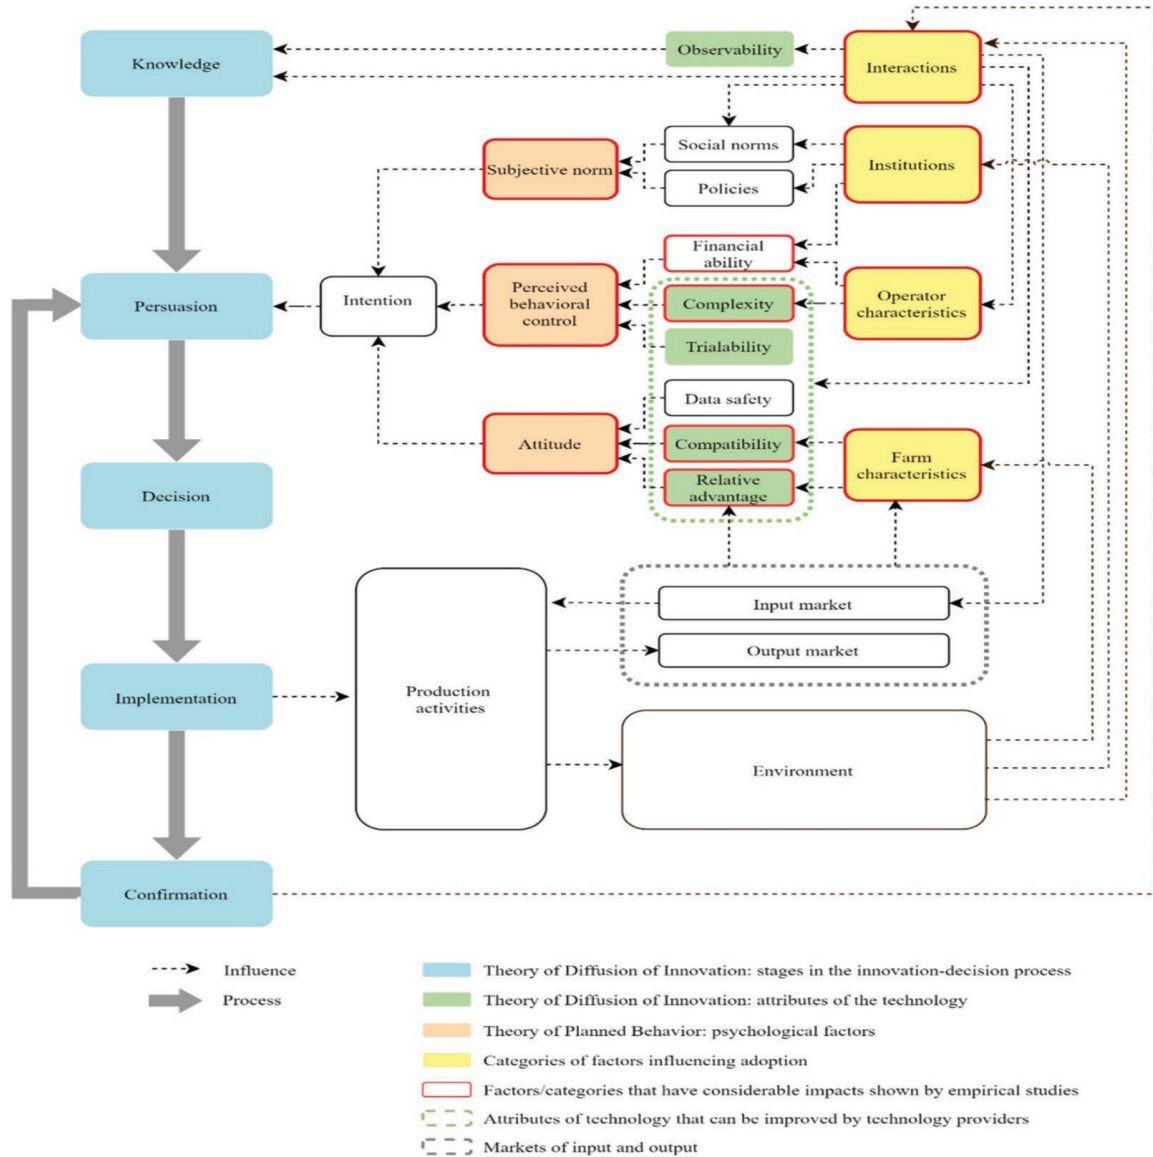 Knowledge
Observability
Interactions
Social norms
Subjective norm
Policies
Institutions
Financial
ability
Persuasion
Intention
Perceived
behavioral
control
Complexity
Operator
characteristics
Trialability
Data safety
Attitude
Compatibility
Farm
characteristics
Relative
advantage
Decision
Input market
Output market
Implementation
Production
activities
Environment
Confirmation
Influence
Process
Theory of Diffusion of Innovation: stages in the innovation-decision process
Theory of Diffusion of Innovation: attributes of the technology
Theory of Planned Behavior: psychological factors
Categories of factors influencing adoption
Factors/categories that have considerable impacts shown by empirical studies
Attributes of technology that can be improved by technology providers
Markets of input and output